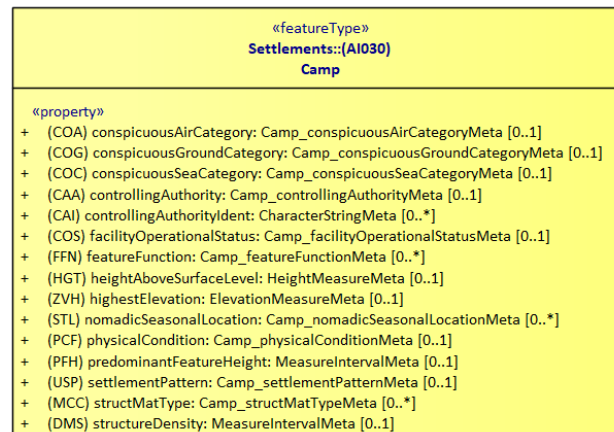 «featureType»
Settlements::(AI030)
Camp
«property»
+ (COA) conspicuousAirCategory: Camp_conspicuousAirCategoryMeta [0..1]
+ (COG) conspicuousGroundCategory: Camp_conspicuousGroundCategoryMeta [0..1]
+ (COC) conspicuousSeaCategory: Camp_conspicuousSeaCategoryMeta [0..1]
+ (CAA) controllingAuthority: Camp_controllingAuthorityMeta [0..1]
+ (CAI) controllingAuthorityIdent: CharacterStringMeta [0..*]
+ (COS) facilityOperationalStatus: Camp_facilityOperationalStatusMeta [0..1]
+ (FFN) featureFunction: Camp_featureFunctionMeta [0..*]
+ (HGT) heightAboveSurfaceLevel: HeightMeasureMeta [0..1]
+ (ZVH) highestElevation: ElevationMeasureMeta [0..1]
+ (STL) nomadicSeasonalLocation: Camp_nomadicSeasonalLocationMeta [0..*]
+ (PCF) physicalCondition: Camp_physicalConditionMeta [0..1]
+ (PFH) predominantFeatureHeight: MeasureIntervalMeta [0..1]
+ (USP) settlementPattern: Camp_settlementPatternMeta [0..1]
+ (MCC) structMatType: Camp_structMatTypeMeta [0..*]
+ (DMS) structureDensity: MeasureIntervalMeta [0..1]